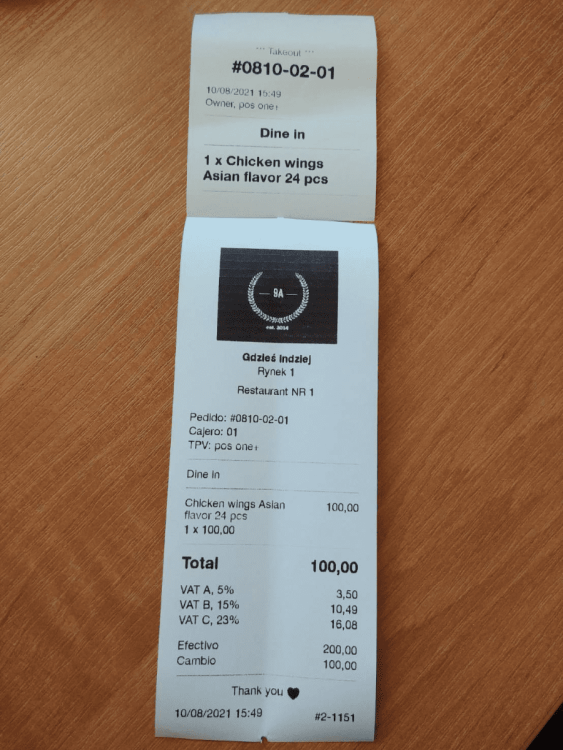 *** Takeout ***
#0810-02-01
10/08/2021 15:49
Owner, pos one
Dine in
1 x Chicken wings
Asian flavor 24 pcs
9A
est. 2014
Gdzieś Indziej
Rynek 1
Restaurant NR 1
Pedido: #0810-02-01
Cajero: 01
TPV: pos one
Dine in
Chicken wings Asian 100,00
flavor 24 pcs
1 x 100,00
Total 100,00
VAT A, 5% 3,50
VAT B, 15% 10,49
VAT C, 23% 16,08
Efectivo 200,00
Cambio 100,00
Thank you ♥
10/08/2021 15:49 #2-1151